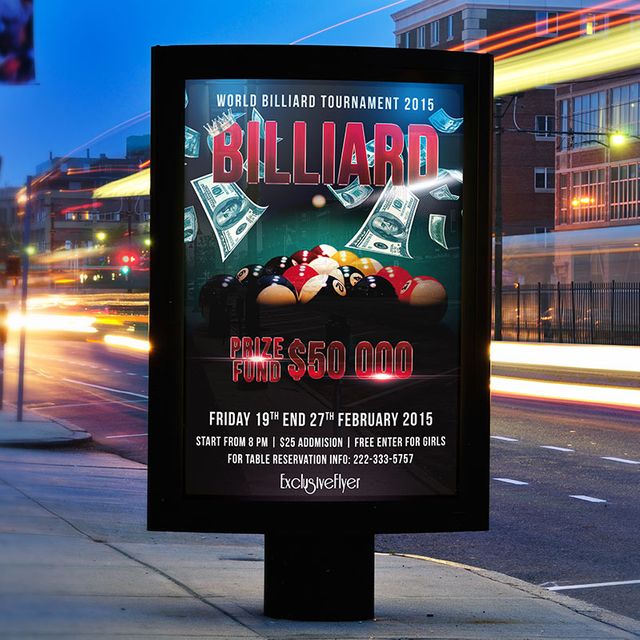 WORLD BILLIARD TOURNAMENT 2015
BILLIARD
PRIZE FUND $50 000
FRIDAY 19TH END 27TH FEBRUARY 2015
START FROM 8 PM | $25 ADDMISION | FREE ENTER FOR GIRLS
FOR TABLE RESERVATION INFO: 222-333-5757
ExclusiveFlyer